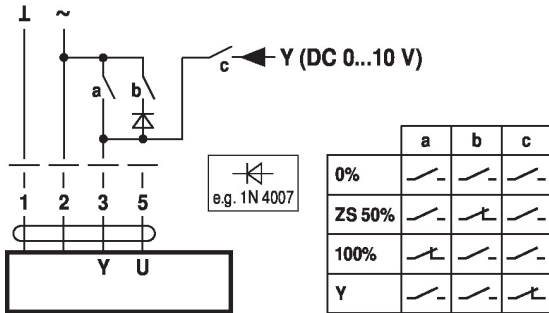 ⊥ ~
a b c Y (DC 0...10 V)
e.g. 1N 4007
1 2 3 5
Y U
a b c
0%
ZS 50%
100%
Y